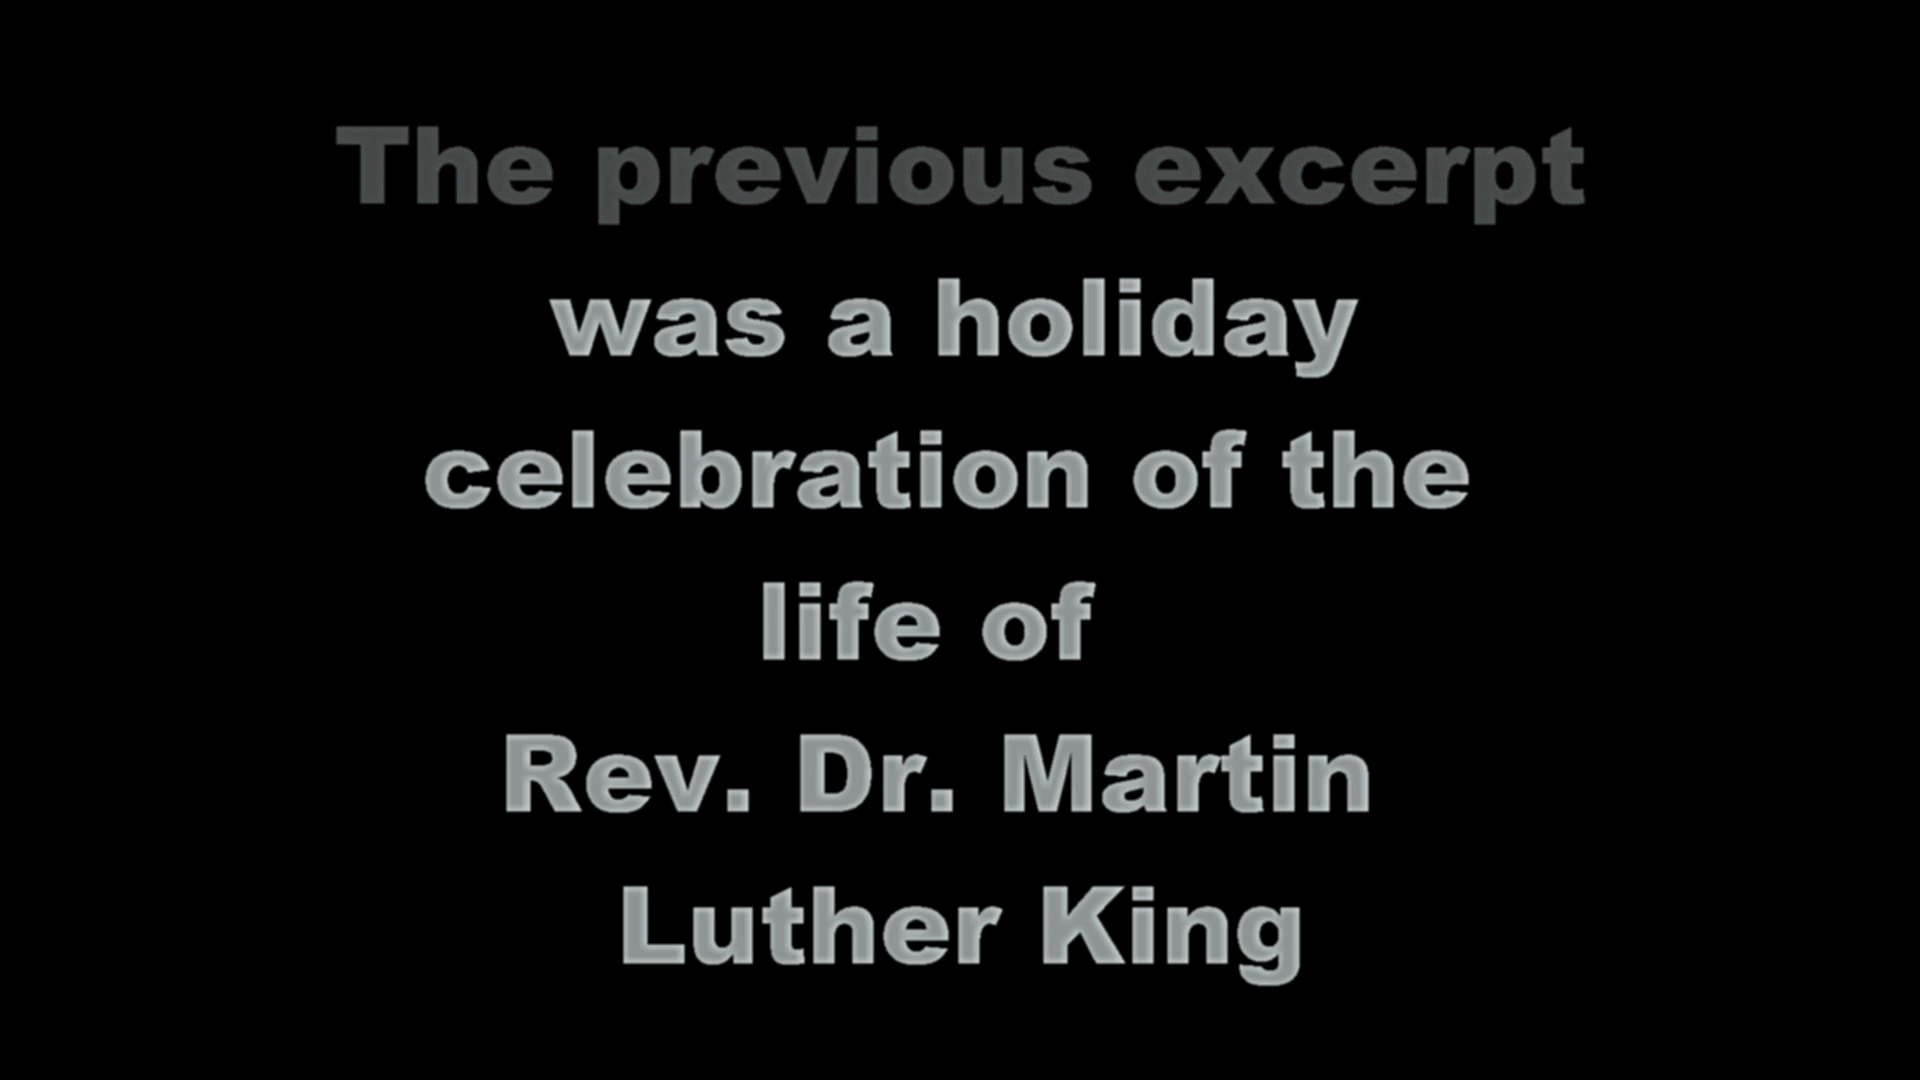 The previous excerpt
was a holiday
celebration of the
life of
Rev. Dr. Martin
Luther King